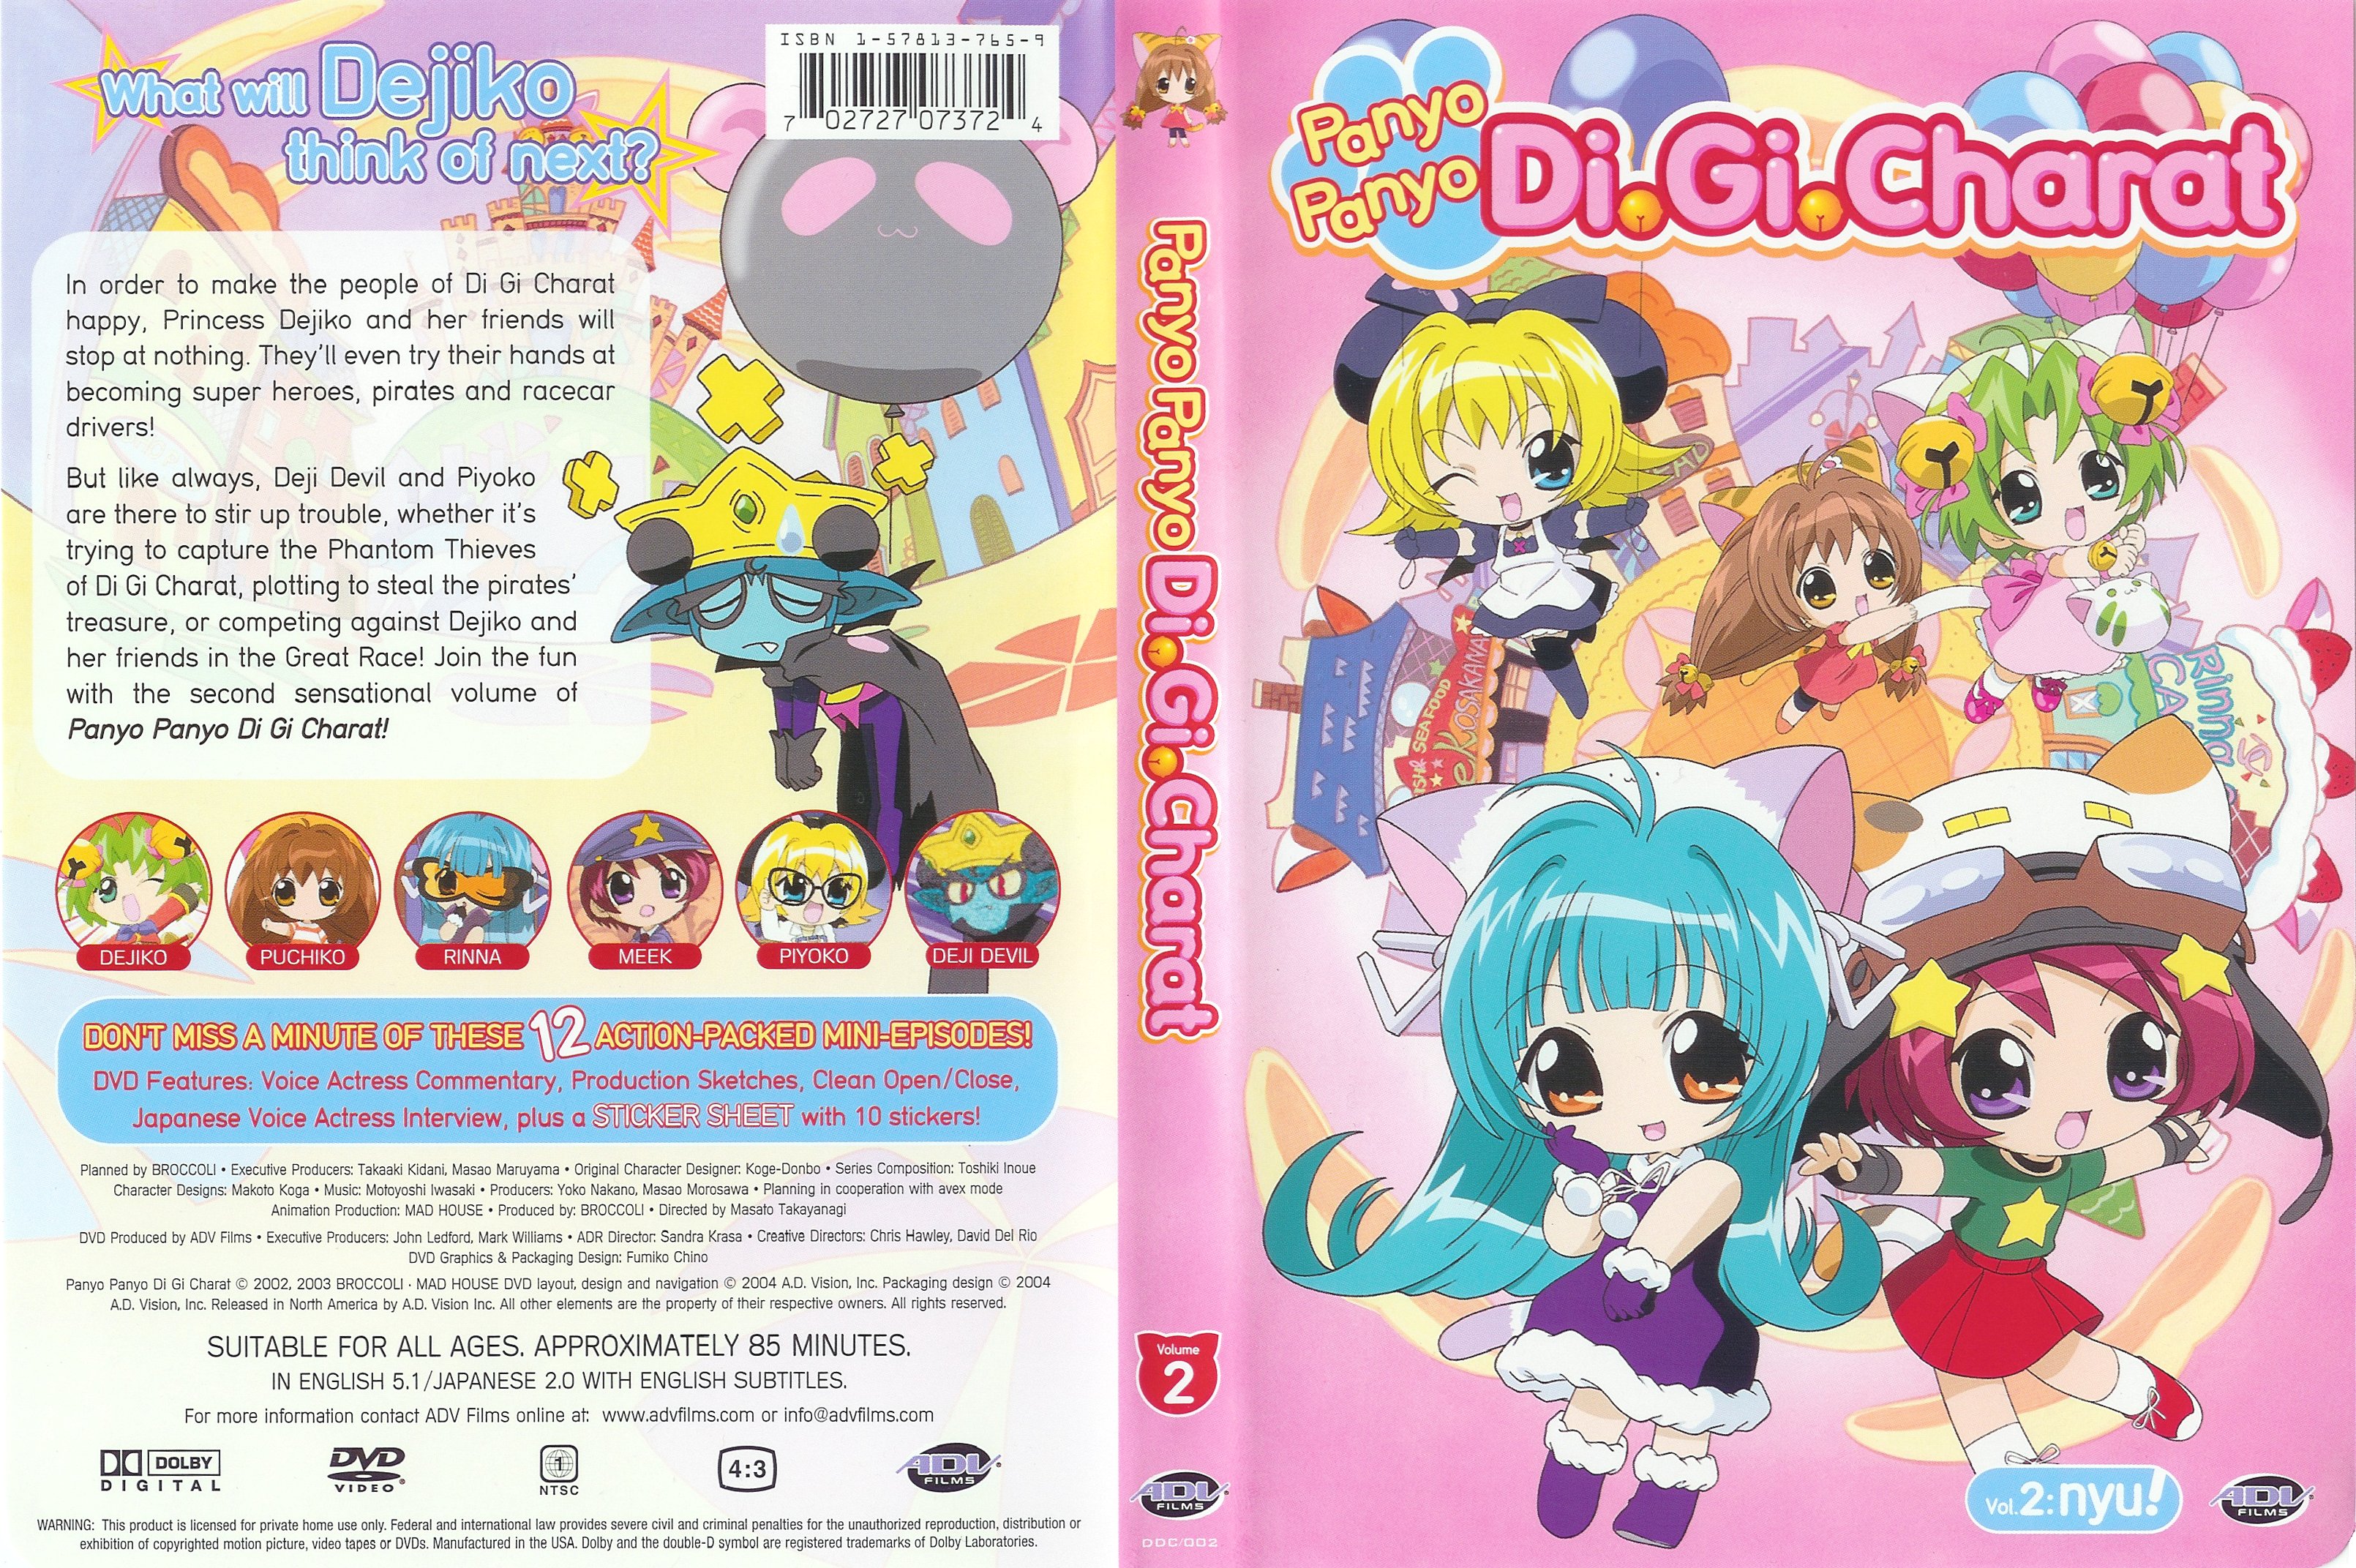 What will Dejiko
think of next?
ISBN 1-57813-765-9
7 02727 07372 4
In order to make the people of Di Gi Charat
happy, Princess Dejiko and her friends will
stop at nothing. They'll even try their hands at
becoming super heroes, pirates and racecar
drivers!
But like always, Deji Devil and Piyoko
are there to stir up trouble, whether it's
trying to capture the Phantom Thieves
of Di Gi Charat, plotting to steal the pirates'
treasure, or competing against Dejiko and
her friends in the Great Race! Join the fun
with the second sensational volume of
Panyo Panyo Di Gi Charat!
DEJIKO
PUCHIKO
RINNA
MEEK
PIYOKO
DEJI DEVIL
DON'T MISS A MINUTE OF THESE 12 ACTION-PACKED MINI-EPISODES!
DVD Features: Voice Actress Commentary, Production Sketches, Clean Open/Close,
Japanese Voice Actress Interview, plus a STICKER SHEET with 10 stickers!
Planned by BROCCOLI • Executive Producers: Takaaki Kidani, Masao Maruyama • Original Character Designer: Koge-Donbo • Series Composition: Toshiki Inoue
Character Designs: Makoto Koga • Music: Motoyoshi Iwasaki • Producers: Yoko Nakano, Masao Morosawa • Planning in cooperation with avex mode
Animation Production: MAD HOUSE • Produced by: BROCCOLI • Directed by Masato Takayanagi
DVD Produced by ADV Films • Executive Producers: John Ledford, Mark Williams • ADR Director: Sandra Krasa • Creative Directors: Chris Hawley, David Del Rio
DVD Graphics & Packaging Design: Fumiko Chino
Panyo Panyo Di Gi Charat © 2002, 2003 BROCCOLI · MAD HOUSE DVD layout, design and navigation © 2004 A.D. Vision, Inc. Packaging design © 2004
A.D. Vision, Inc. Released in North America by A.D. Vision Inc. All other elements are the property of their respective owners. All rights reserved.
SUITABLE FOR ALL AGES. APPROXIMATELY 85 MINUTES.
IN ENGLISH 5.1/JAPANESE 2.0 WITH ENGLISH SUBTITLES.
For more information contact ADV Films online at: www.advfilms.com or info@advfilms.com
DOLBY
DIGITAL
DVD
VIDEO
1
NTSC
4:3
ADV
FILMS
WARNING: This product is licensed for private home use only. Federal and international law provides severe civil and criminal penalties for the unauthorized reproduction, distribution or
exhibition of copyrighted motion picture, video tapes or DVDs. Manufactured in the USA. Dolby and the double-D symbol are registered trademarks of Dolby Laboratories.
Panyo Panyo Di.Gi.Charat
Volume
2
ADV
FILMS
DDC/002
Panyo
Panyo
Di.Gi.Charat
SEAFOOD
KOSAKANA
Rinna
Vol. 2: nyu!
ADV
FILMS